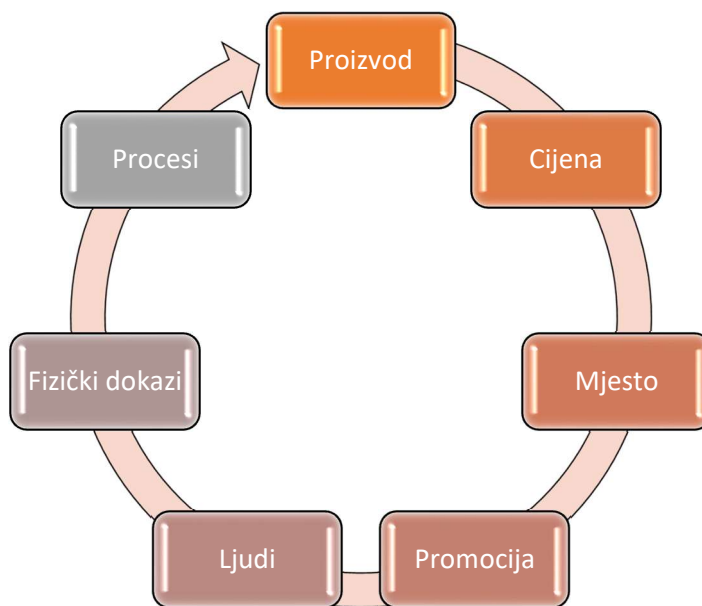 Proizvod
Cijena
Mjesto
Promocija
Ljudi
Fizički dokazi
Procesi